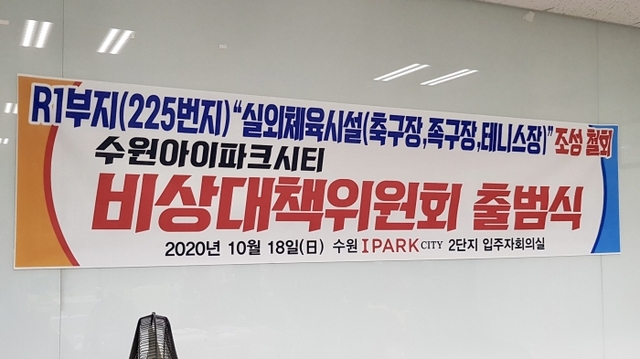 R1부지(225번지)“실외체육시설(축구장,족구장,테니스장)”조성 철회
수원아이파크시티
비상대책위원회 출범식
2020년 10월 18일(日) 수원 IPARK CITY 2단지 입주자회의실